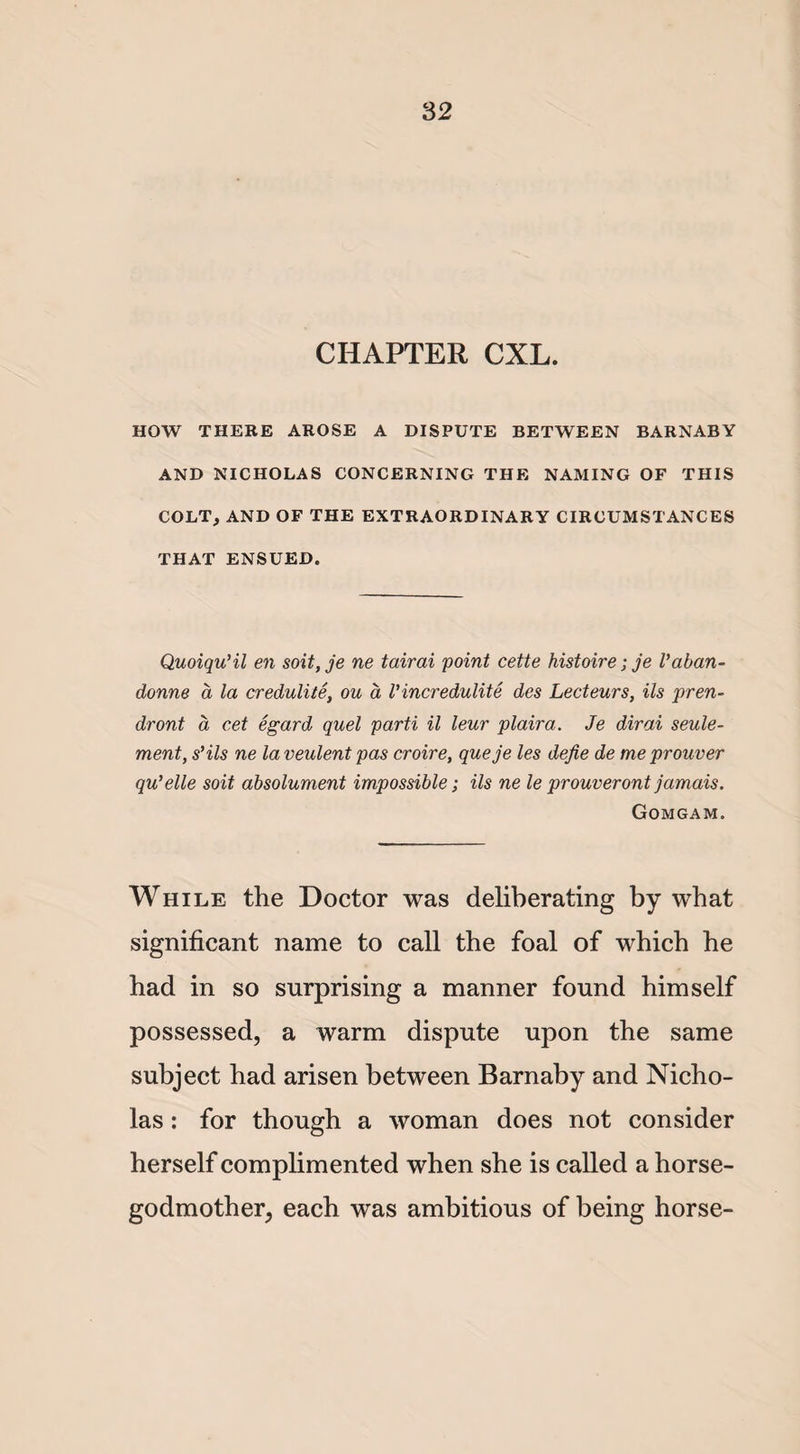 32
CHAPTER CXL.
HOW THERE AROSE A DISPUTE BETWEEN BARNABY
AND NICHOLAS CONCERNING THE NAMING OF THIS
COLT, AND OF THE EXTRAORDINARY CIRCUMSTANCES
THAT ENSUED.
Quoiqu'il en soit, je ne tairai point cette histoire; je l'aban-
donne à la credulité, ou à l'incredulité des Lecteurs, ils pren-
dront à cet égard quel parti il leur plaira. Je dirai seule-
ment, s'ils ne la veulent pas croire, que je les defie de me prouver
qu'elle soit absolument impossible; ils ne le prouveront jamais.
GOMGAM.
WHILE the Doctor was deliberating by what
significant name to call the foal of which he
had in so surprising a manner found himself
possessed, a warm dispute upon the same
subject had arisen between Barnaby and Nicho-
las: for though a woman does not consider
herself complimented when she is called a horse-
godmother, each was ambitious of being horse-